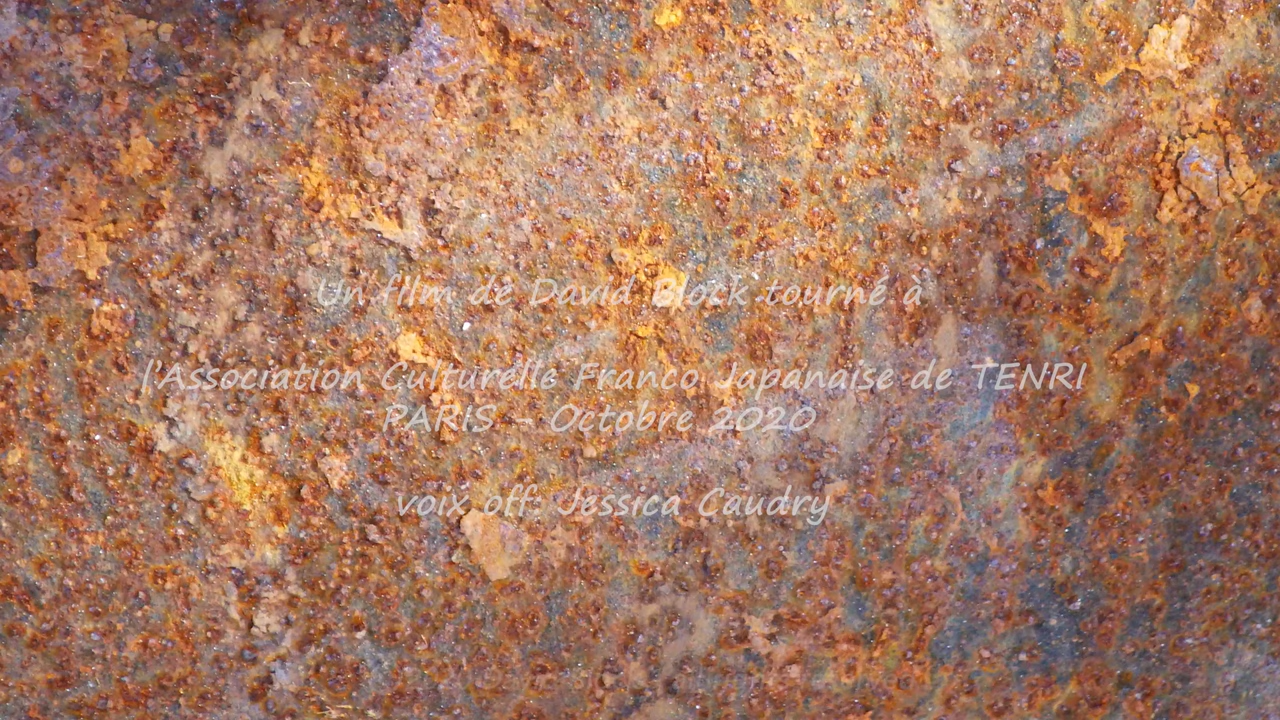 Un film de David Block tourné à
l'Association Culturelle Franco Japanaise de TENRI
PARIS - Octobre 2020
voix off: Jessica Caudry